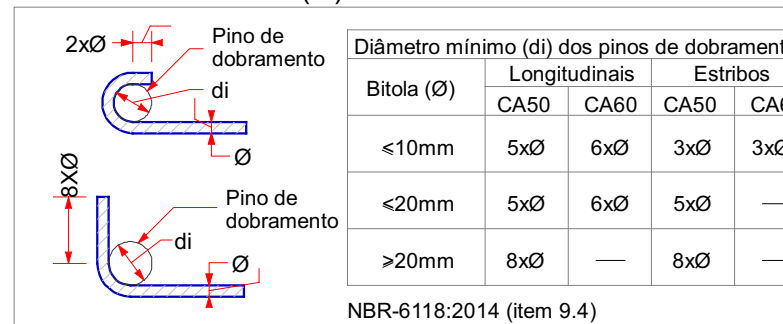 2xØ
Pino de
dobramento
di
Ø
8XØ
Pino de
dobramento
di
Ø
Diâmetro mínimo (di) dos pinos de dobrament
Bitola (Ø) Longitudinais Estribos
CA50 CA60 CA50 CA6
≤10mm 5xØ 6xØ 3xØ 3xØ
≤20mm 5xØ 6xØ 5xØ —
≥20mm 8xØ — 8xØ —
NBR-6118:2014 (item 9.4)